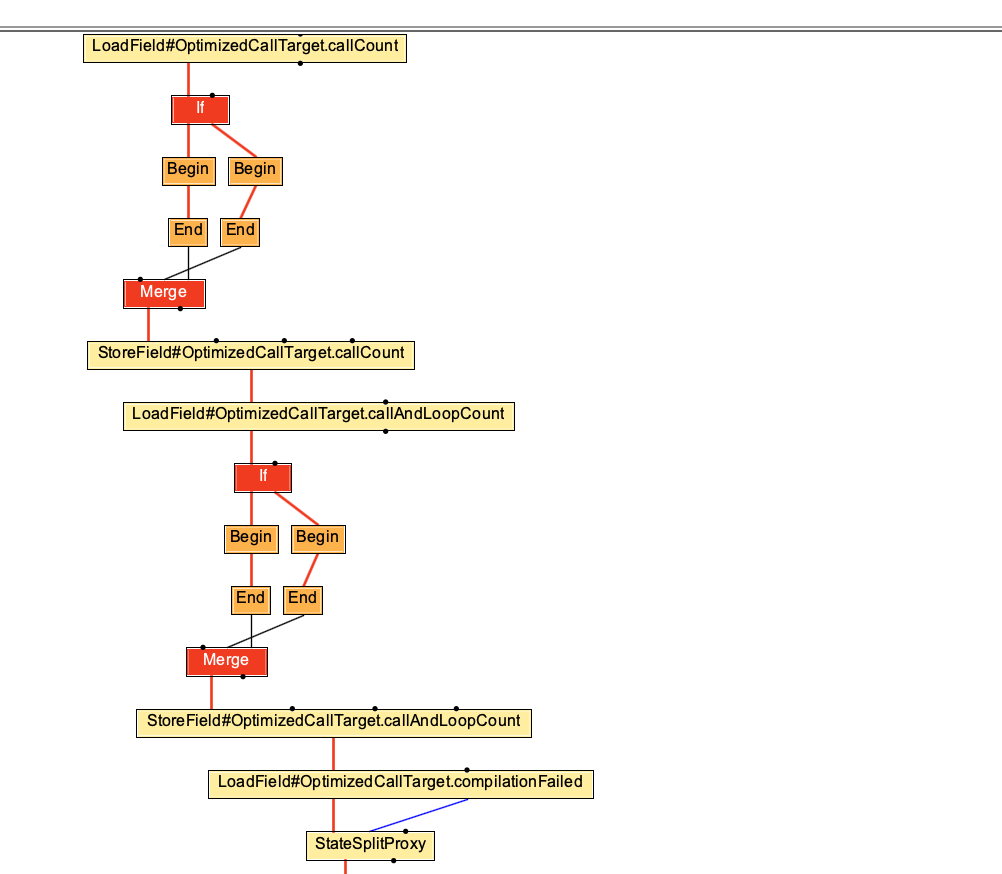 LoadField#OptimizedCallTarget.callCount
If
Begin Begin
End End
Merge
StoreField#OptimizedCallTarget.callCount
LoadField#OptimizedCallTarget.callAndLoopCount
If
Begin Begin
End End
Merge
StoreField#OptimizedCallTarget.callAndLoopCount
LoadField#OptimizedCallTarget.compilationFailed
StateSplitProxy